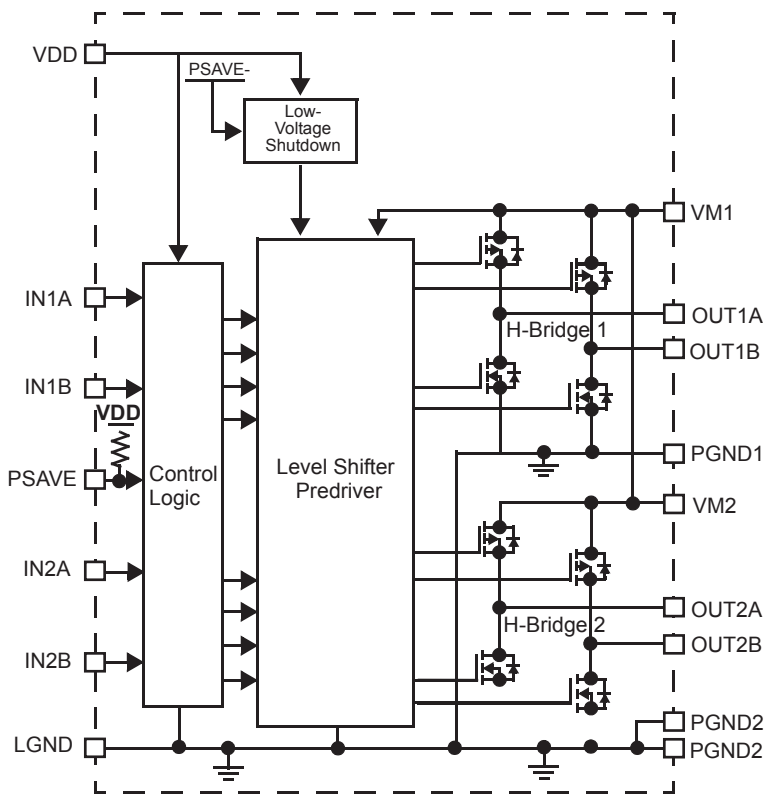 VDD
PSAVE-
Low-
Voltage
Shutdown
VM1
IN1A
OUT1A
H-Bridge 1
OUT1B
IN1B
VDD
PGND1
PSAVE
Control
Logic
Level Shifter
Predriver
VM2
IN2A
OUT2A
H-Bridge 2
OUT2B
IN2B
PGND2
LGND
PGND2